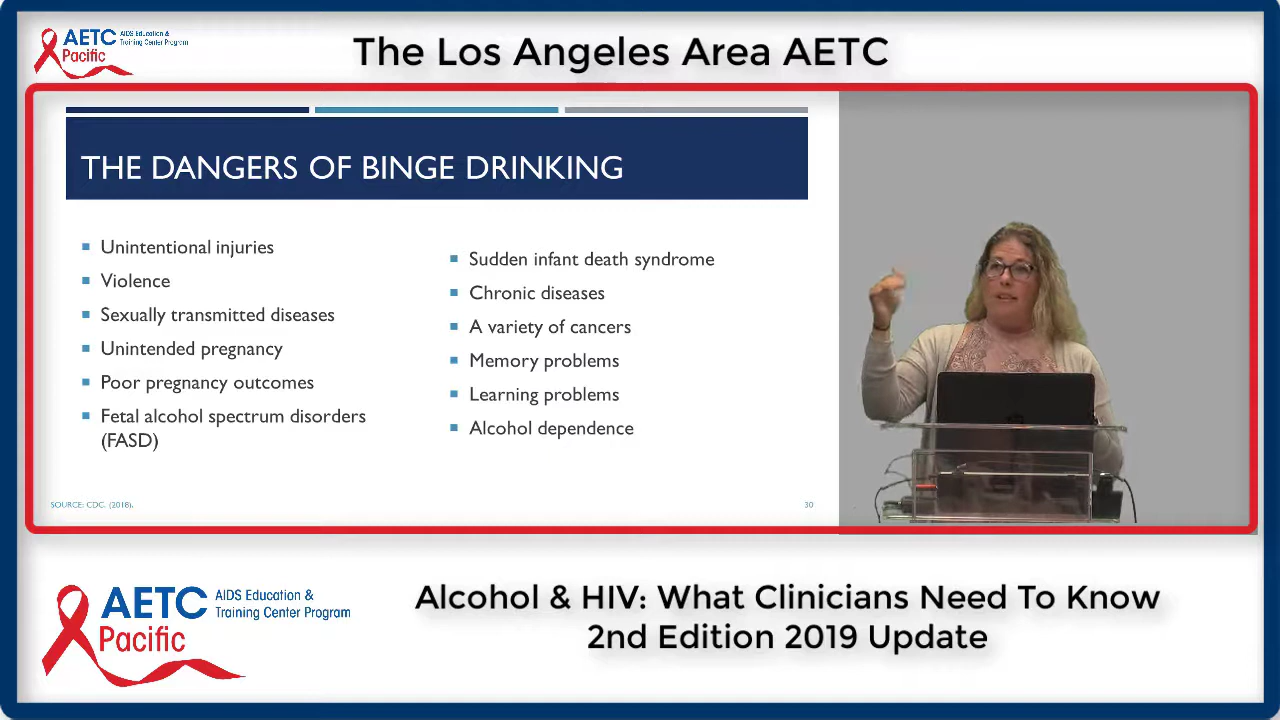 AETC
Pacific
AIDS Education &
Training Center Program
The Los Angeles Area AETC
THE DANGERS OF BINGE DRINKING
Unintentional injuries
Violence
Sexually transmitted diseases
Unintended pregnancy
Poor pregnancy outcomes
Fetal alcohol spectrum disorders
(FASD)
Sudden infant death syndrome
Chronic diseases
A variety of cancers
Memory problems
Learning problems
Alcohol dependence
SOURCE: CDC. (2018).
30
AETC
Pacific
AIDS Education &
Training Center Program
Alcohol & HIV: What Clinicians Need To Know
2nd Edition 2019 Update